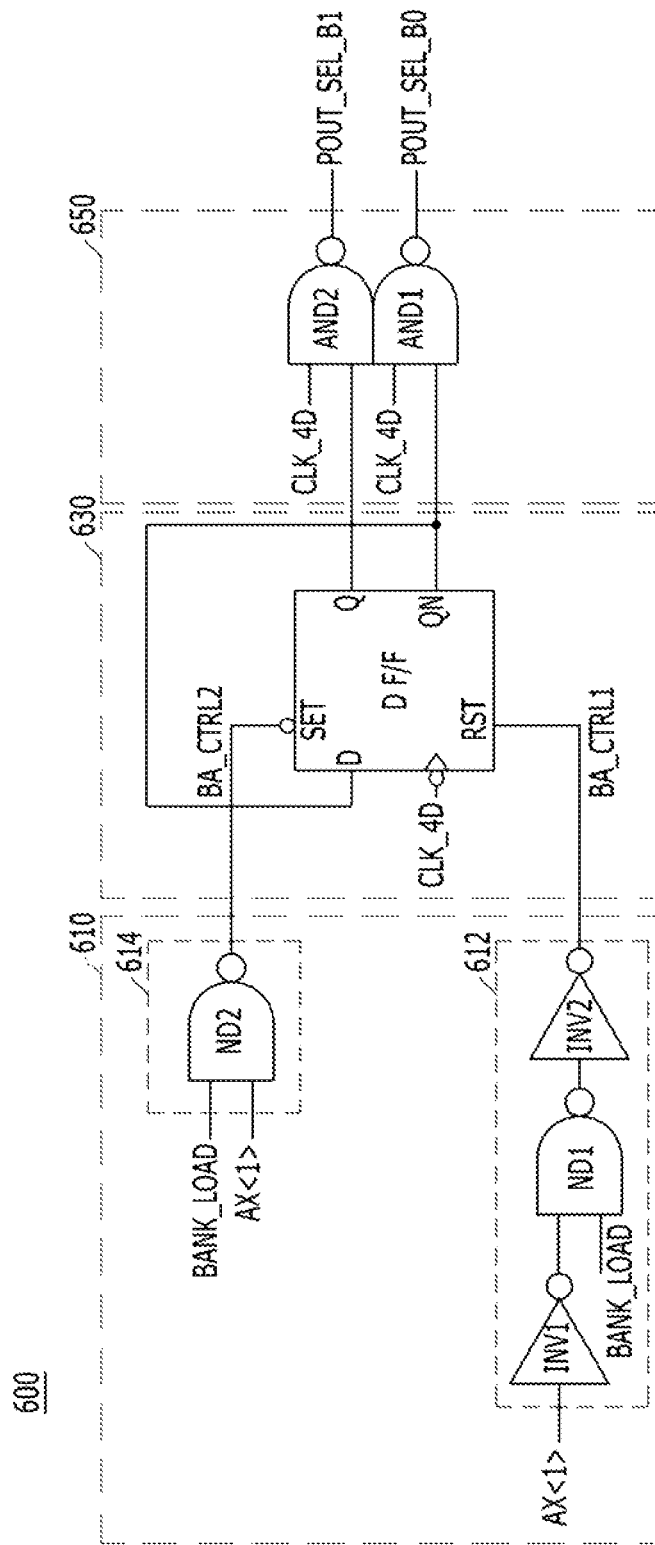 600
610
630
650
614
BANK_LOAD
AX<1>
ND2
BA_CTRL2
SET
D
Q
D F/F
CLK_4D
RST
QN
BA_CTRL1
612
AX<1>
INV1
BANK_LOAD
ND1
INV2
CLK_4D
AND2
POUT_SEL_B1
CLK_4D
AND1
POUT_SEL_B0